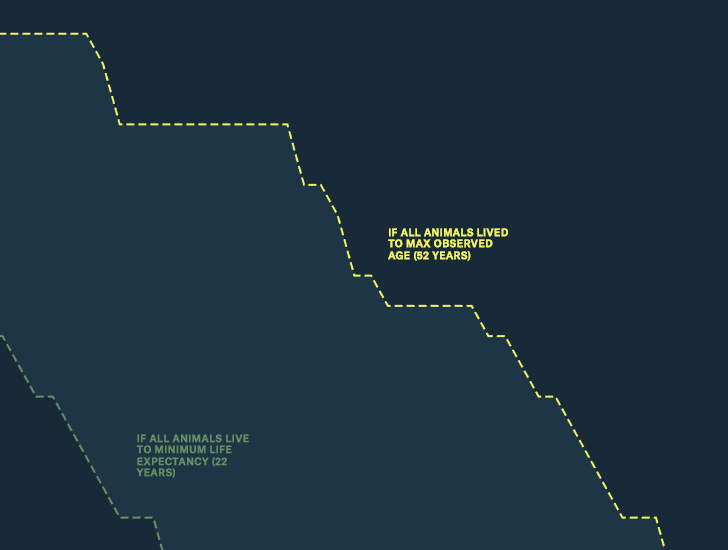 IF ALL ANIMALS LIVED
TO MAX OBSERVED
AGE (52 YEARS)
IF ALL ANIMALS LIVE
TO MINIMUM LIFE
EXPECTANCY (22
YEARS)